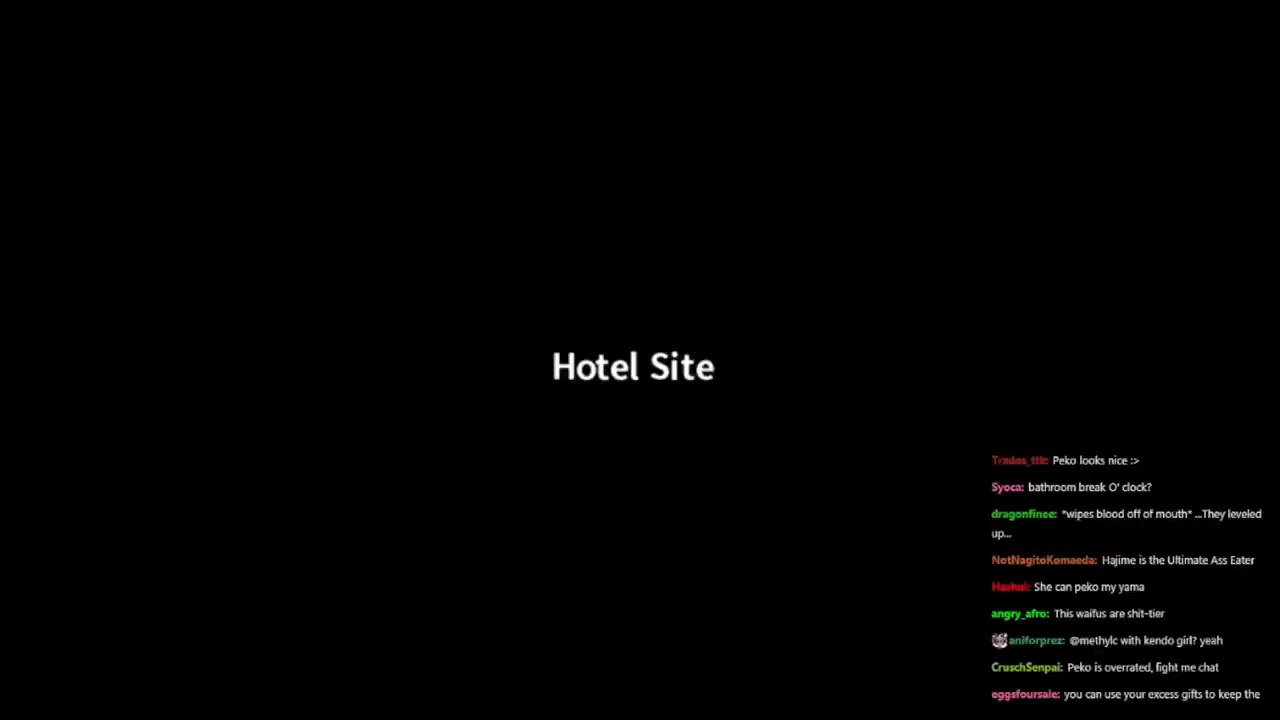 Hotel Site
Peko looks nice :>
Syoca: bathroom break O' clock?
dragonfinee: *wipes blood off of mouth* ...They leveled
up...
NotNagitoKomaeda: Hajime is the Ultimate Ass Eater
She can peko my yama
angry_afro: This waifus are shit-tier
aniforprez: @methylc with kendo girl? yeah
CruschSenpai: Peko is overrated, fight me chat
eggsfoursale: you can use your excess gifts to keep the